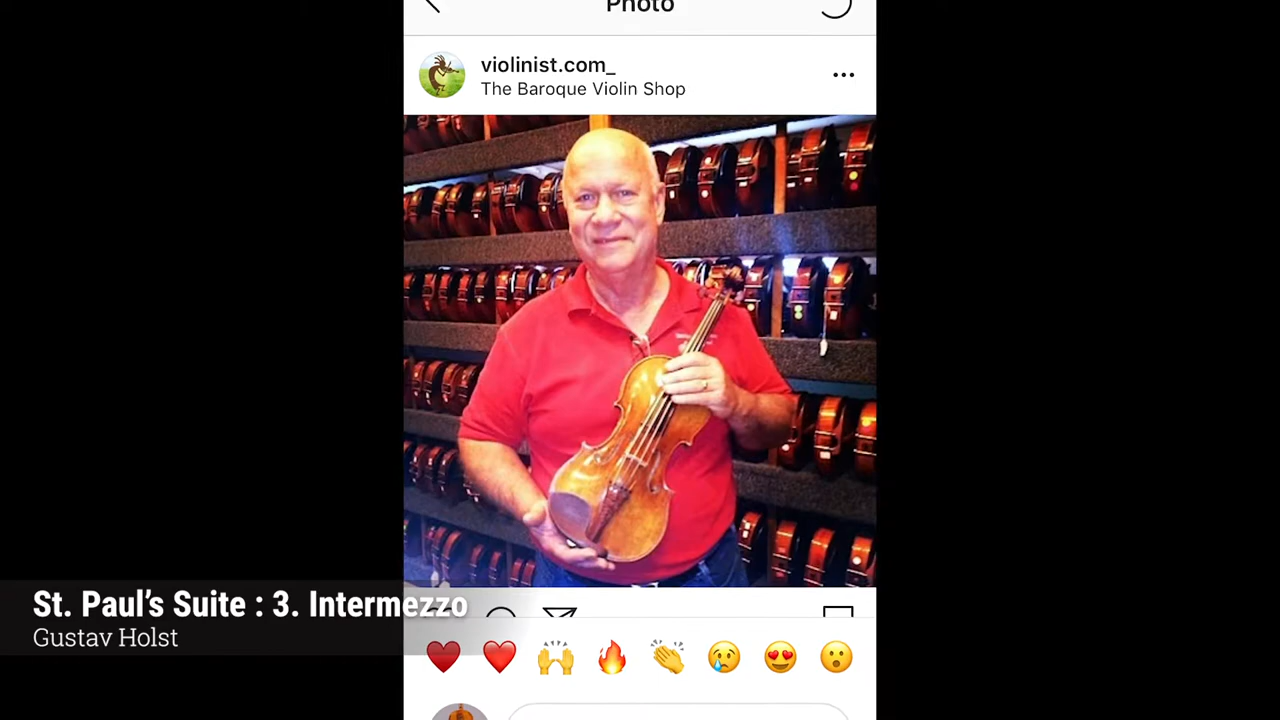 Photo
violinist.com_
The Baroque Violin Shop
St. Paul's Suite : 3. Intermezzo
Gustav Holst